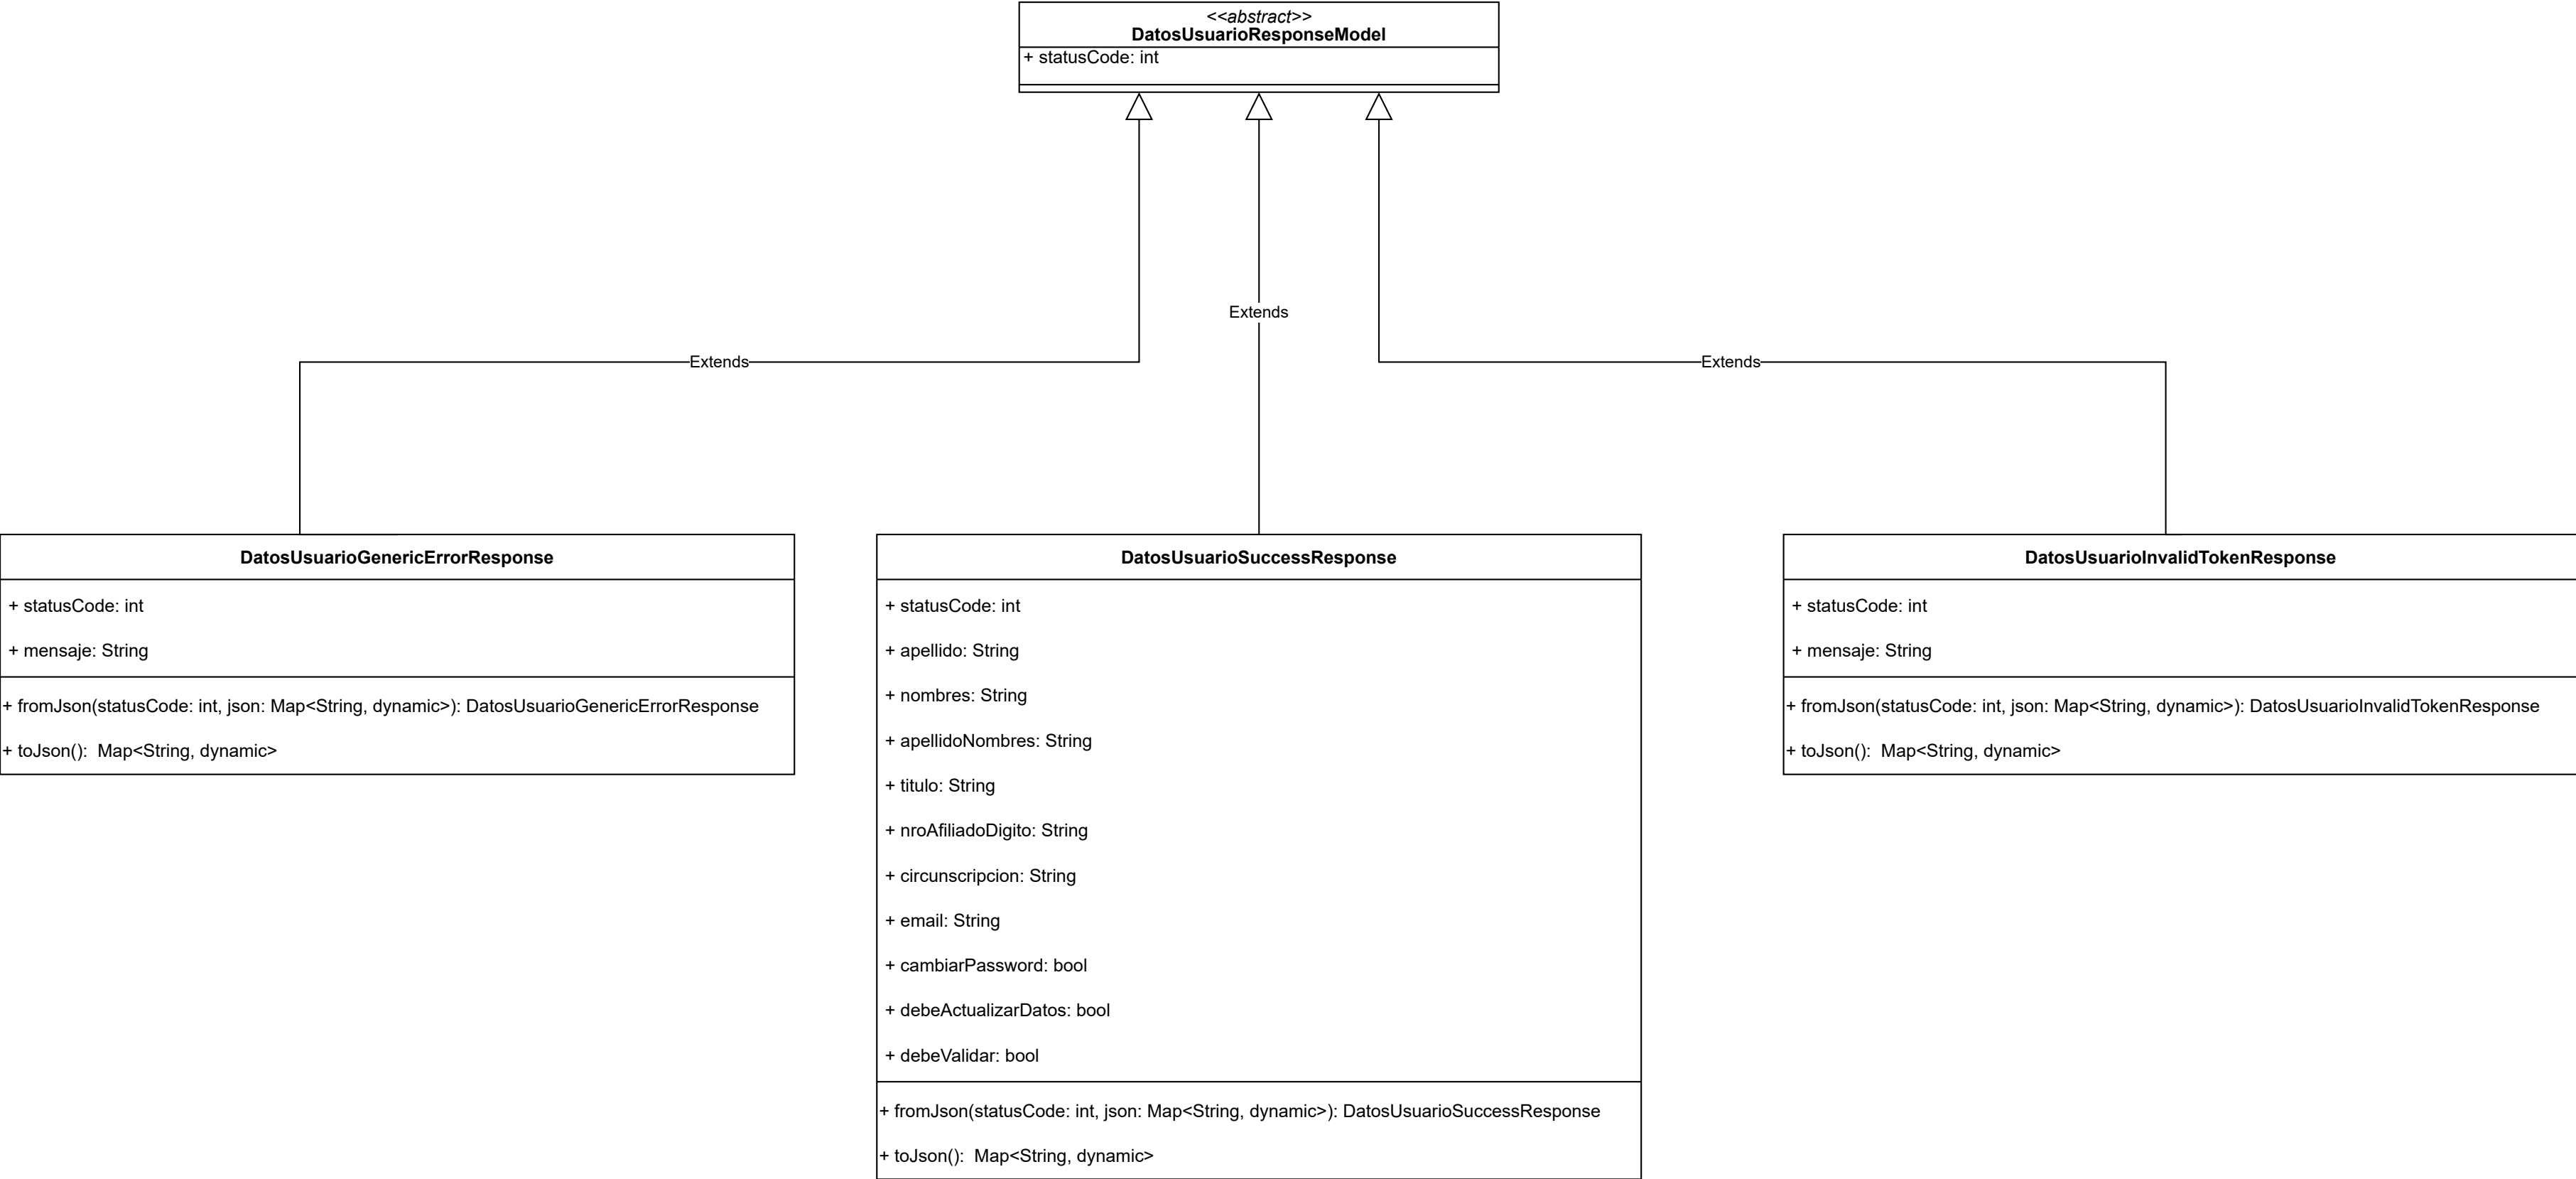 <<abstract>>
DatosUsuarioResponseModel
+ statusCode: int
Extends
Extends
Extends
DatosUsuarioGenericErrorResponse
+ statusCode: int
+ mensaje: String
+ fromJson(statusCode: int, json: Map<String, dynamic>): DatosUsuarioGenericErrorResponse
+ toJson():  Map<String, dynamic>
DatosUsuarioSuccessResponse
+ statusCode: int
+ apellido: String
+ nombres: String
+ apellidoNombres: String
+ titulo: String
+ nroAfiliadoDigito: String
+ circunscripcion: String
+ email: String
+ cambiarPassword: bool
+ debeActualizarDatos: bool
+ debeValidar: bool
+ fromJson(statusCode: int, json: Map<String, dynamic>): DatosUsuarioSuccessResponse
+ toJson():  Map<String, dynamic>
DatosUsuarioInvalidTokenResponse
+ statusCode: int
+ mensaje: String
+ fromJson(statusCode: int, json: Map<String, dynamic>): DatosUsuarioInvalidTokenResponse
+ toJson():  Map<String, dynamic>